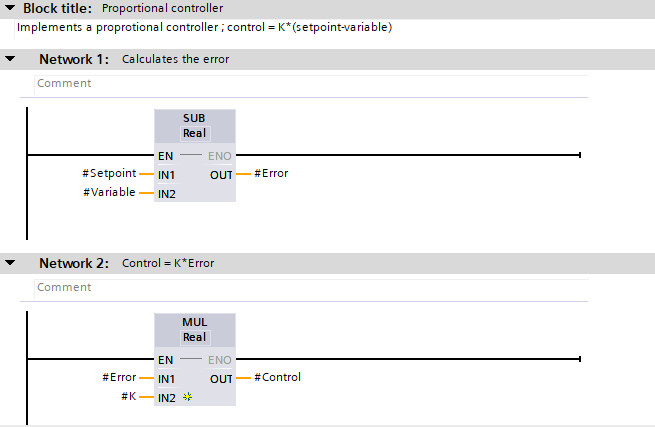 Block title: Proportional controller
Implements a proprotional controller ; control = K*(setpoint-variable)
Network 1: Calculates the error
Comment
SUB
Real
EN ENO
#Setpoint IN1 OUT #Error
#Variable IN2
Network 2: Control = K*Error
Comment
MUL
Real
EN ENO
#Error IN1 OUT #Control
#K IN2